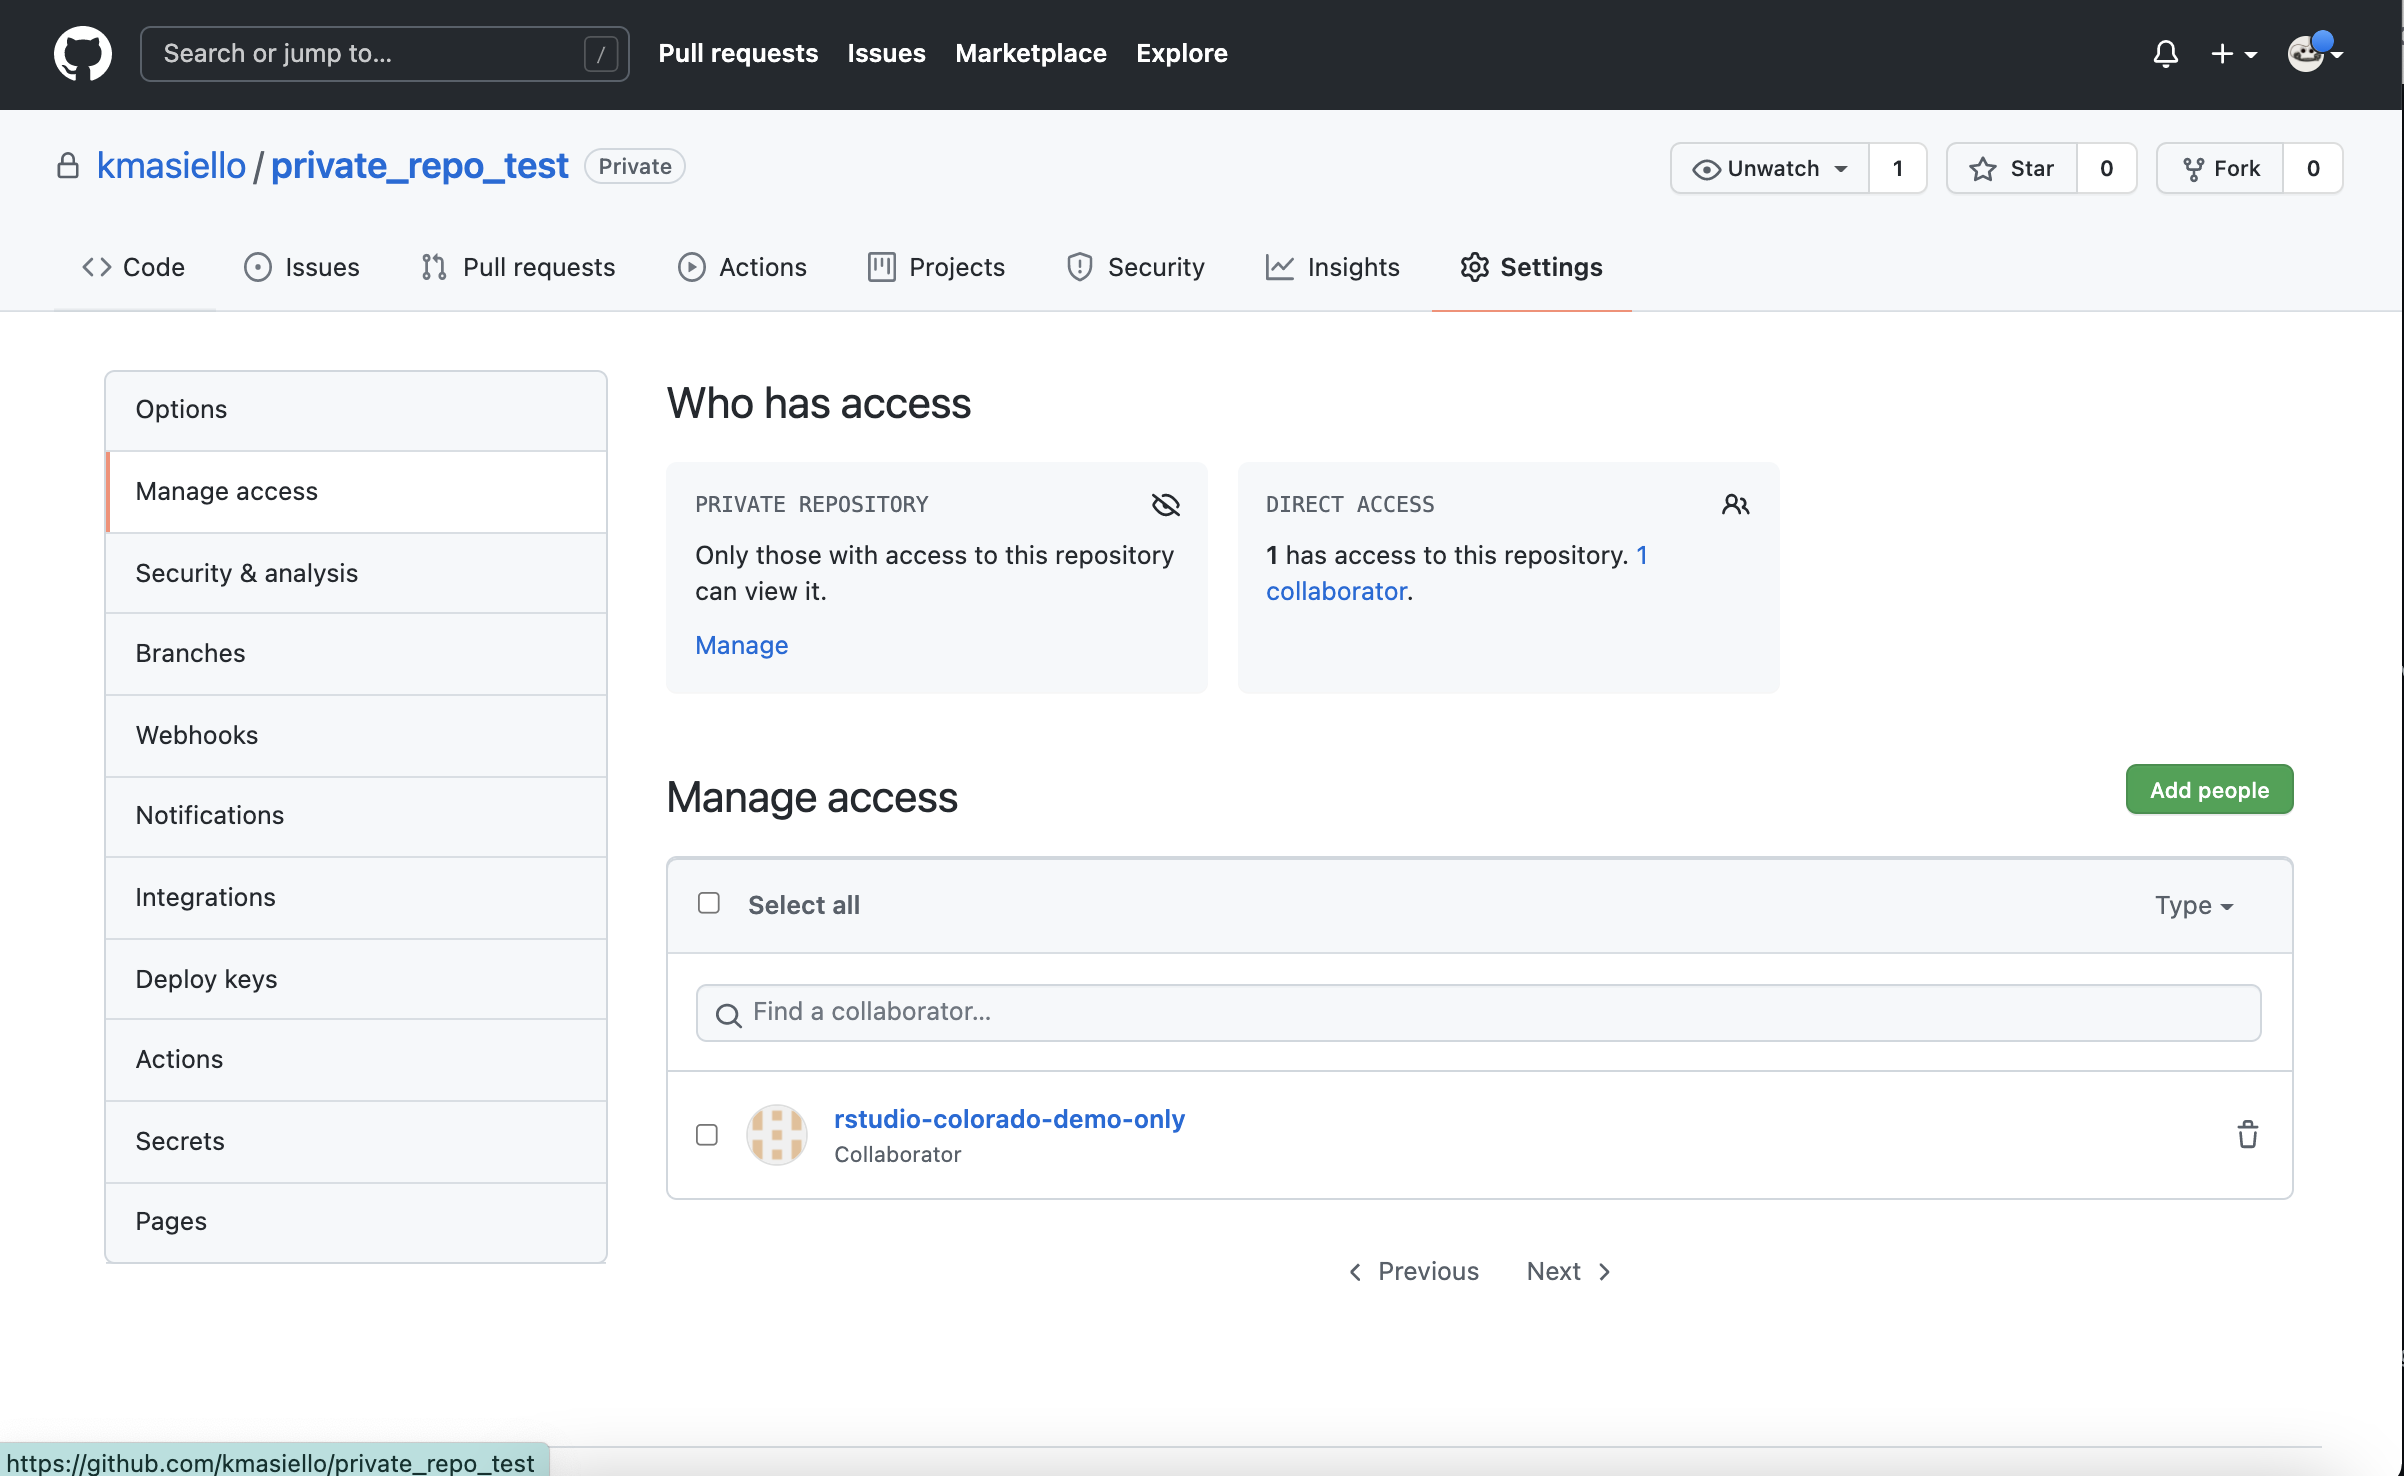 Search or jump to... / Pull requests Issues Marketplace Explore
kmasiello / private_repo_test Private Unwatch 1 Star 0 Fork 0
Code Issues Pull requests Actions Projects Security Insights Settings
Options
Manage access
Security & analysis
Branches
Webhooks
Notifications
Integrations
Deploy keys
Actions
Secrets
Pages
Who has access
PRIVATE REPOSITORY
Only those with access to this repository
can view it.
Manage
DIRECT ACCESS
1 has access to this repository. 1
collaborator.
Manage access
Add people
Select all Type
Find a collaborator...
rstudio-colorado-demo-only
Collaborator
Previous Next
https://github.com/kmasiello/private_repo_test